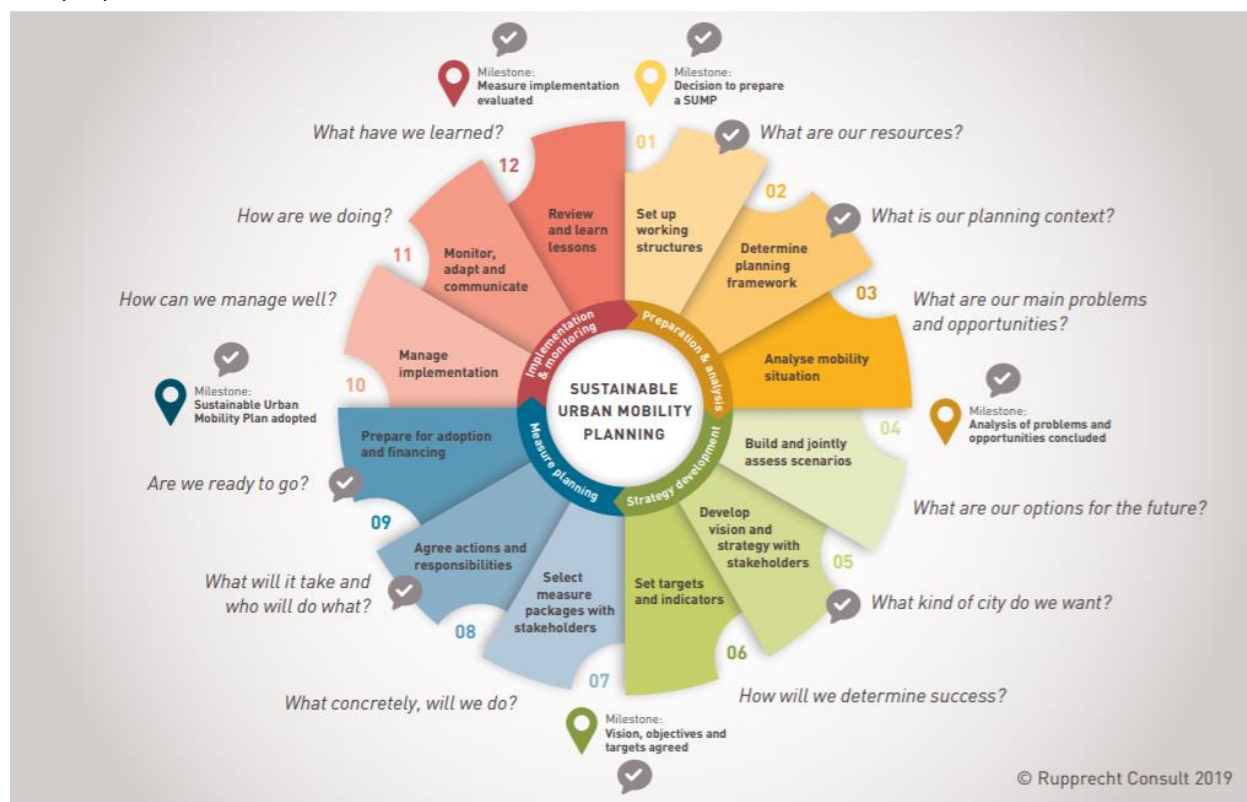 Milestone:
Measure implementation
evaluated
Milestone:
Decision to prepare
a SUMP
What have we learned?
12
01
What are our resources?
Review
and learn
lessons
Set up
working
structures
02
What is our planning context?
How are we doing?
11
Monitor,
adapt and
communicate
Determine
planning
framework
03
What are our main problems
and opportunities?
How can we manage well?
10
Manage
implementation
Analyse mobility
situation
Milestone:
Sustainable Urban
Mobility Plan adopted
Milestone:
Analysis of problems and
opportunities concluded
Implementation
& monitoring
Preparation & analysis
SUSTAINABLE
URBAN MOBILITY
PLANNING
Measure planning
Strategy development
04
Build and jointly
assess scenarios
What are our options for the future?
Prepare for adoption
and financing
Are we ready to go?
09
Develop
vision and
strategy with
stakeholders
05
What kind of city do we want?
Agree actions and
responsibilities
What will it take and
who will do what?
08
Select
measure
packages with
stakeholders
Set targets
and indicators
06
How will we determine success?
07
What concretely, will we do?
Milestone:
Vision, objectives and
targets agreed
© Rupprecht Consult 2019